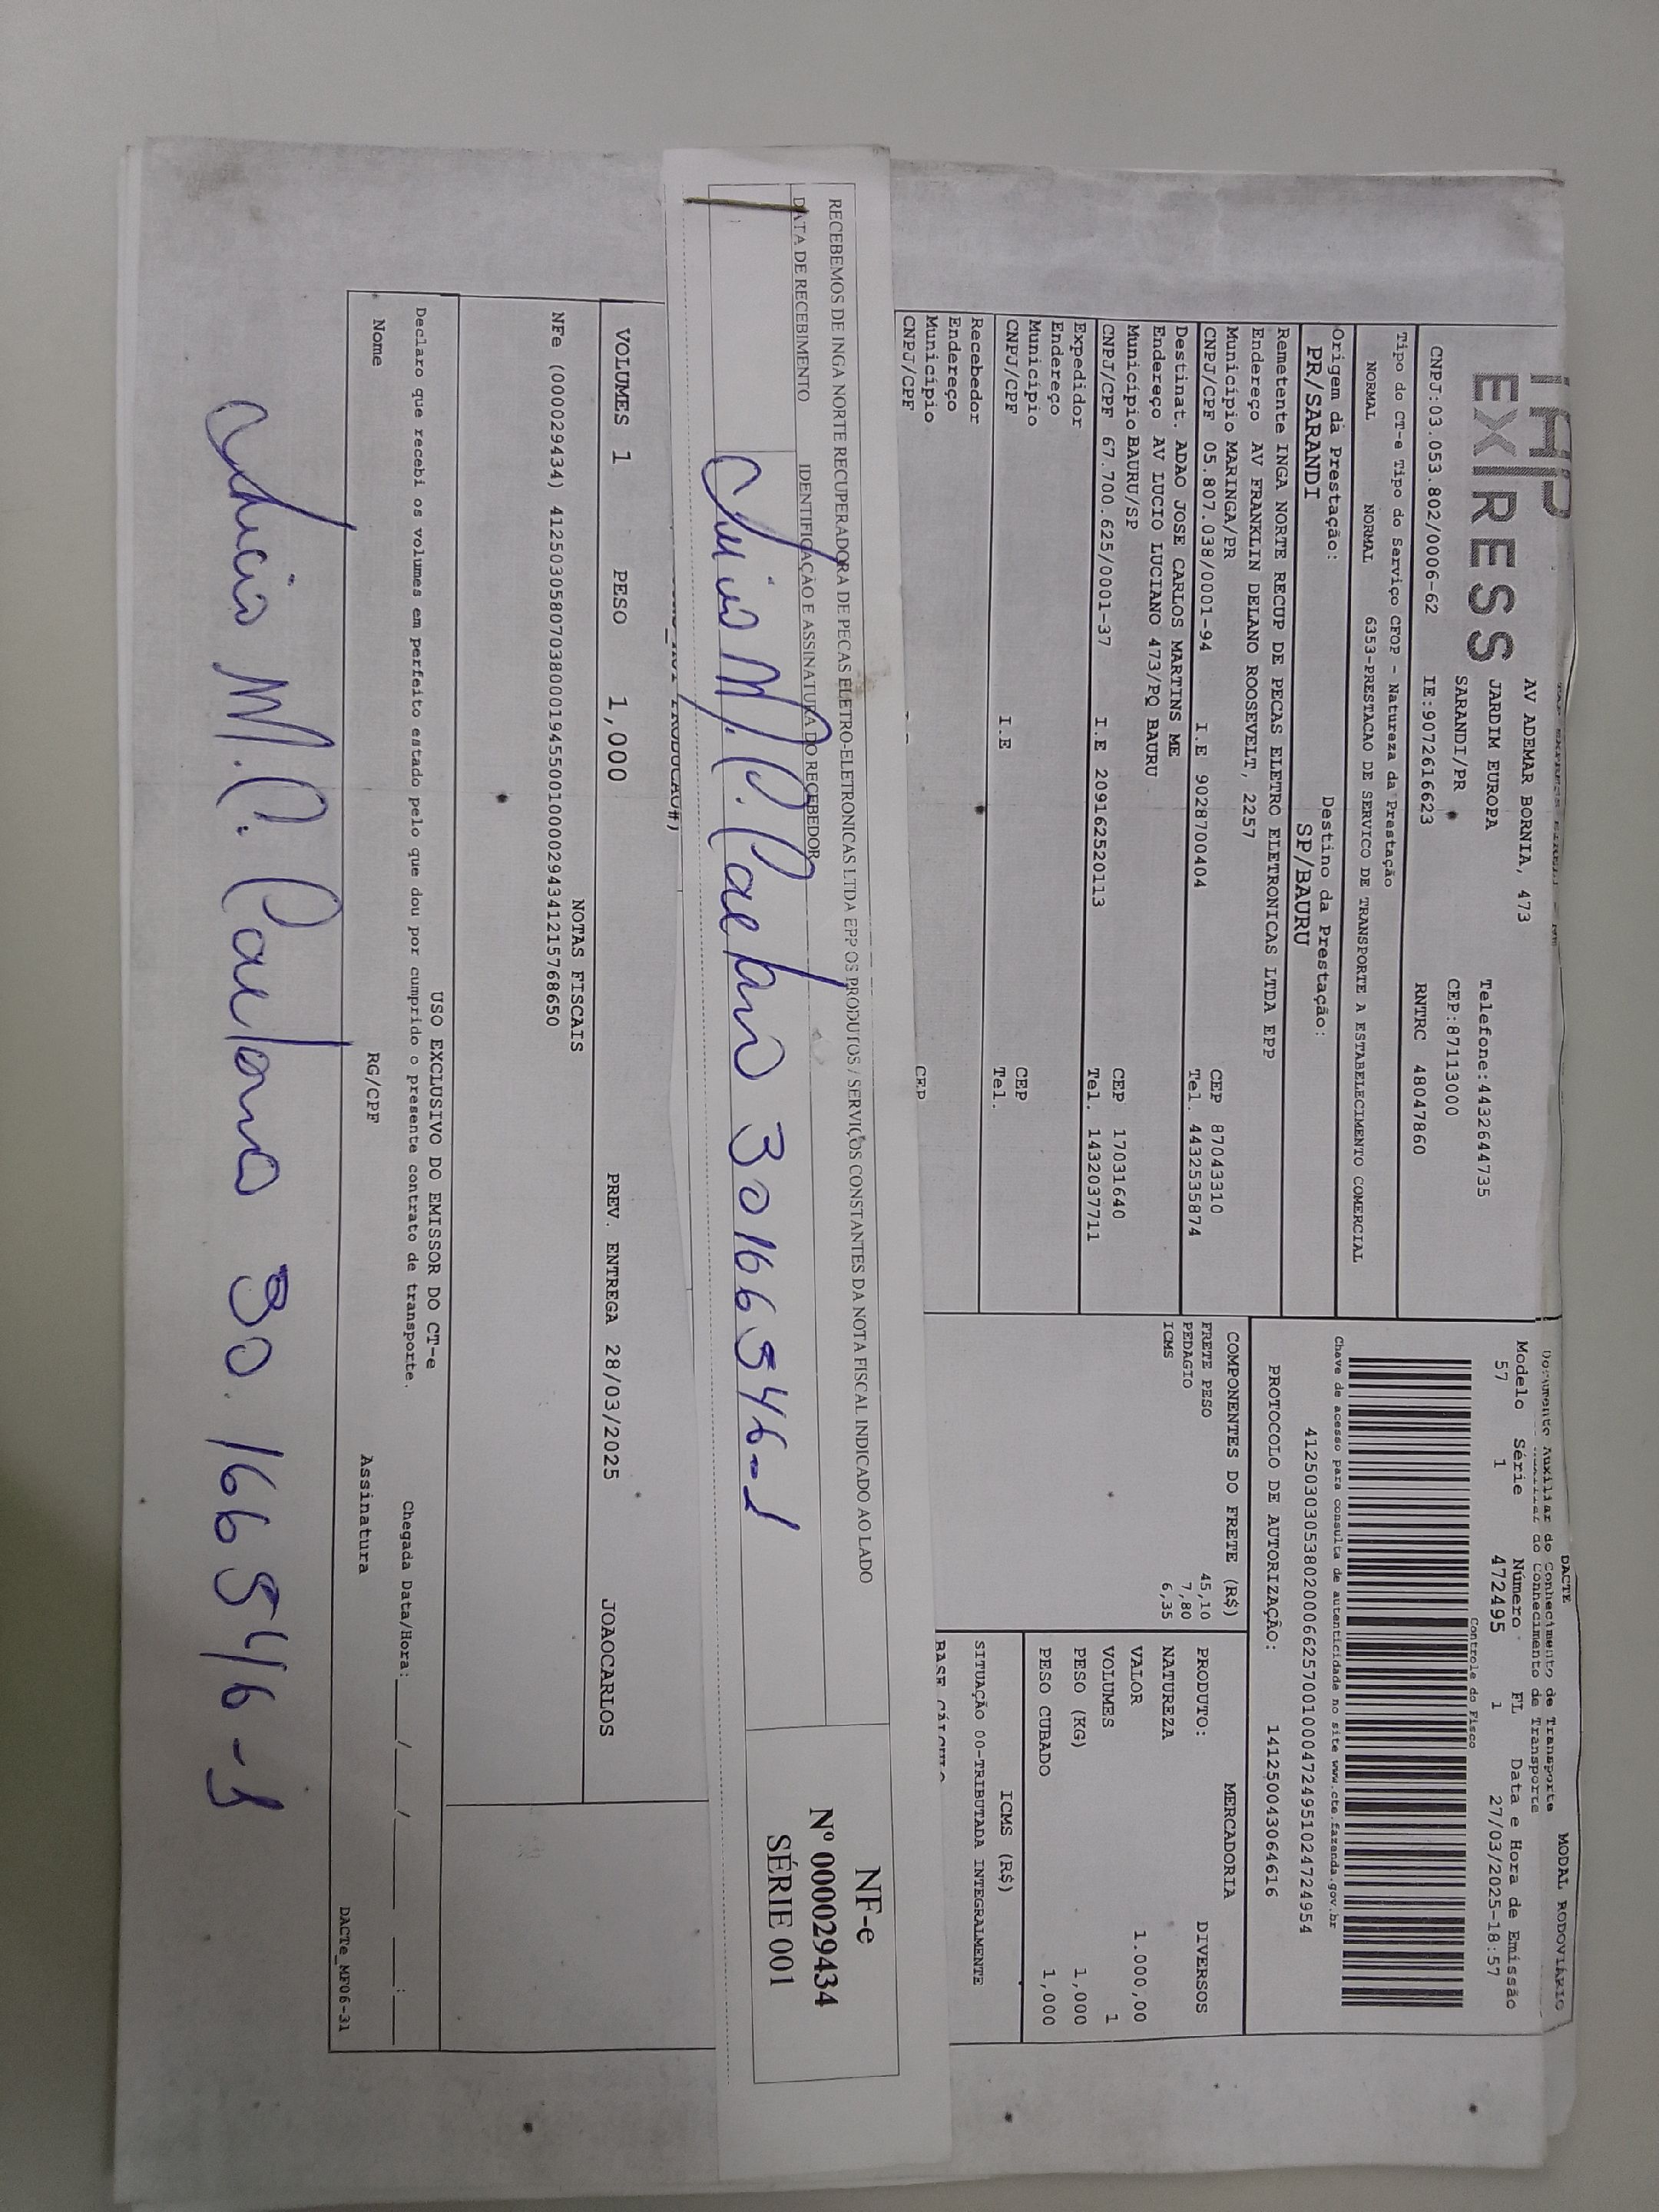 DACTE
MODAL RODOVIÁRIO
Documento Auxiliar do Conhecimento de Transporte
do Conhecimento de Transporte
EXPRESS
AV ADEMAR BORNIA, 473
JARDIM EUROPA
Telefone:4432644735
SARANDI/PR
CEP:87113000
CNPJ:03.053.802/0006-62
IE:9072616623
RNTRC 48047860
Modelo Série Número FL Data e Hora de Emissão
57 1 472495 1 27/03/2025-18:57
Controle do Fisco
Tipo do CT-e Tipo do Serviço CFOP - Natureza da Prestação
NORMAL NORMAL 6353-PRESTACAO DE SERVICO DE TRANSPORTE A ESTABELECIMENTO COMERCIAL
Chave de acesso para consulta de autenticidade no site www.cte.fazenda.gov.br
41250303053802000662570010004724951024724954
Origem da Prestação:
Destino da Prestação:
PR/SARANDI
SP/BAURU
PROTOCOLO DE AUTORIZAÇÃO: 141250043064616
Remetente INGA NORTE RECUP DE PECAS ELETRO ELETRONICAS LTDA EPP
Endereço AV FRANKLIN DELANO ROOSEVELT, 2257
Município MARINGA/PR
CEP 87043310
CNPJ/CPF 05.807.038/0001-94
I.E 9028700404
Tel. 4432535874
Destinat. ADAO JOSE CARLOS MARTINS ME
Endereço AV LUCIO LUCIANO 473/PQ BAURU
Município BAURU/SP
CEP 17031640
CNPJ/CPF 67.700.625/0001-37
I.E 209162520113
Tel. 1432037711
Expedidor
Endereço
Município
CEP
CNPJ/CPF
I.E
Tel.
Recebedor
Endereço
Município
CEP
CNPJ/CPF
COMPONENTES DO FRETE (R$)
FRETE PESO 45,10
PEDAGIO 7,80
ICMS 6,35
MERCADORIA
PRODUTO: DIVERSOS
NATUREZA
VALOR 1.000,00
VOLUMES 1
PESO (KG) 1,000
PESO CUBADO 1,000
ICMS (R$)
SITUAÇÃO 00-TRIBUTADA INTEGRALMENTE
BASE CÁLCULO
RECEBEMOS DE INGA NORTE RECUPERADORA DE PECAS ELETRO-ELETRONICAS LTDA EPP OS PRODUTOS / SERVIÇOS CONSTANTES DA NOTA FISCAL INDICADO AO LADO
DATA DE RECEBIMENTO
IDENTIFICAÇÃO E ASSINATURA DO RECEBEDOR
M. C. Caetano 30166546-1
NF-e
Nº 000029434
SÉRIE 001
VOLUMES 1 PESO 1,000 PREV. ENTREGA 28/03/2025 JOAOCARLOS
NOTAS FISCAIS
NFe (000029434) 41250305807038000194550010000294341215768650
USO EXCLUSIVO DO EMISSOR DO CT-e
Declaro que recebi os volumes em perfeito estado pelo que dou por cumprido o presente contrato de transporte.
Chegada Data/Hora: ___/___/____ __:__
Nome
RG/CPF
Assinatura
DACTe_MF06-31
M. C. Caetano 30.166546-1